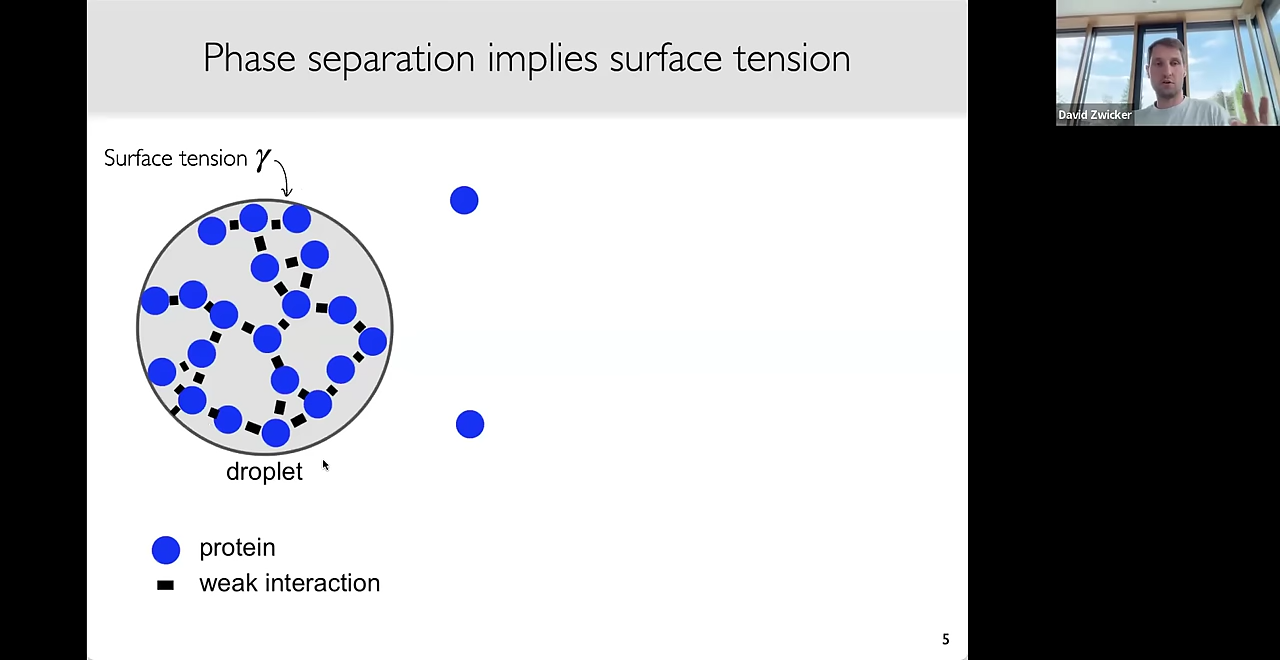 Phase separation implies surface tension
David Zwicker
Surface tension γ
droplet
protein
weak interaction
5